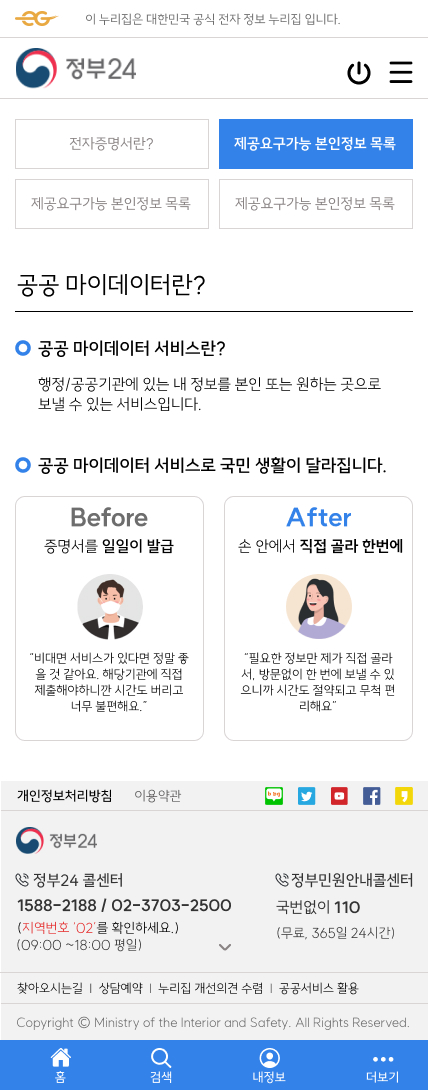 이 누리집은 대한민국 공식 전자 정보 누리집 입니다.
정부24
전자증명서란?
제공요구가능 본인정보 목록
제공요구가능 본인정보 목록
제공요구가능 본인정보 목록
공공 마이데이터란?
공공 마이데이터 서비스란?
행정/공공기관에 있는 내 정보를 본인 또는 원하는 곳으로
보낼 수 있는 서비스입니다.
공공 마이데이터 서비스로 국민 생활이 달라집니다.
Before
증명서를 일일이 발급
“비대면 서비스가 있다면 정말 좋
을 것 같아요. 해당기관에 직접
제출해야하니깐 시간도 버리고
너무 불편해요.”
After
손 안에서 직접 골라 한번에
“필요한 정보만 제가 직접 골라
서, 방문없이 한 번에 보낼 수 있
으니까 시간도 절약되고 무척 편
리해요”
개인정보처리방침
이용약관
blog
정부24
정부24 콜센터
1588-2188 / 02-3703-2500
(지역번호 ‘02’를 확인하세요.)
(09:00 ~18:00 평일)
정부민원안내콜센터
국번없이 110
(무료, 365일 24시간)
찾아오시는길 | 상담예약 | 누리집 개선의견 수렴 | 공공서비스 활용
Copyright © Ministry of the Interior and Safety. All Rights Reserved.
홈
검색
내정보
더보기